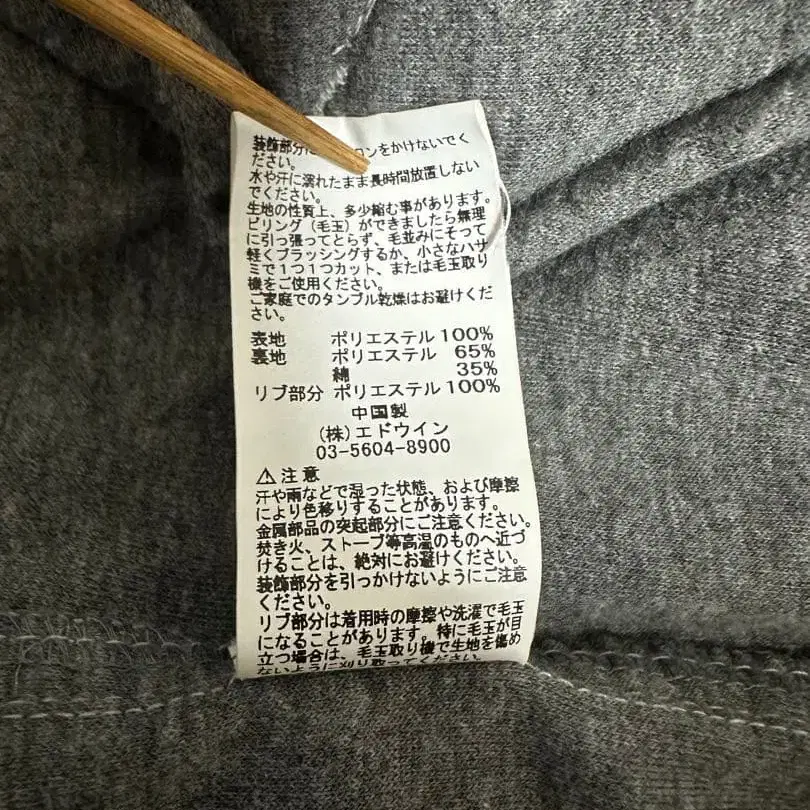 装飾部分に ロンをかけないでく
ださい。
水や汗に濡れたまま長時間放置しない
でください。
生地の性質上、多少縮む事があります。
ピリング（毛玉）ができましたら無理
に引っ張ってとらず、毛並みにそって
軽くブラッシングするか、小さなハサ
ミで1つ1つカット、または毛玉取り
機をご使用ください。
ご家庭でのタンブル乾燥はお避けくだ
さい。
表地 ポリエステル 100%
裏地 ポリエステル 65%
綿 35%
リブ部分 ポリエステル 100%
中国製
(株)エドウイン
03-5604-8900
⚠注意
汗や雨などで湿った状態、および摩擦
により色移りすることがあります。
金属部品の突起部分にご注意ください。
焚き火、ストーブ等高温のものへ近づ
けることは、絶対にお避けください。
装飾部分を引っかけないようにご注意
ください。
リブ部分は着用時の摩擦や洗濯で毛玉
になることがあります。特に毛玉が目
立つ場合は、毛玉取り機で生地を傷め
ないように刈り取ってください。